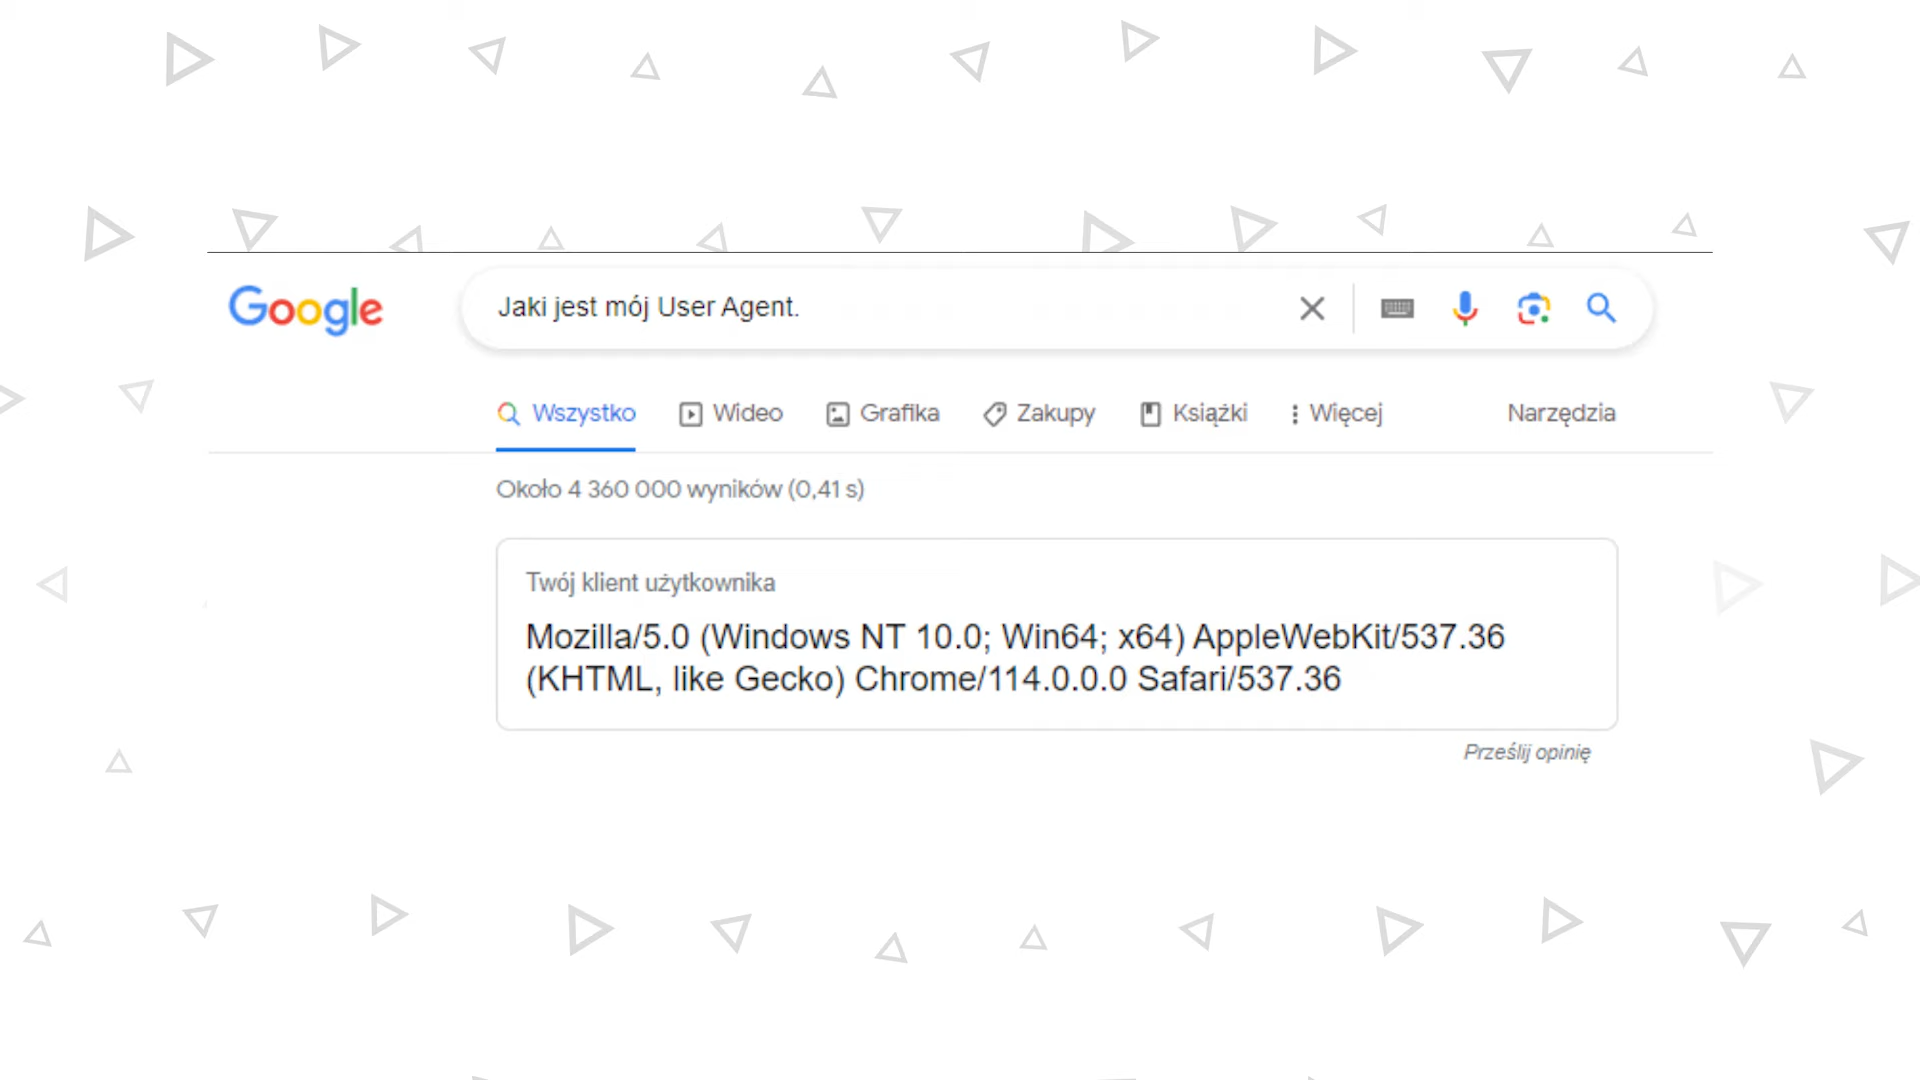 Google
Jaki jest mój User Agent.
Wszystko Wideo Grafika Zakupy Książki Więcej Narzędzia
Około 4 360 000 wyników (0,41 s)
Twój klient użytkownika
Mozilla/5.0 (Windows NT 10.0; Win64; x64) AppleWebKit/537.36
(KHTML, like Gecko) Chrome/114.0.0.0 Safari/537.36
Prześlij opinię